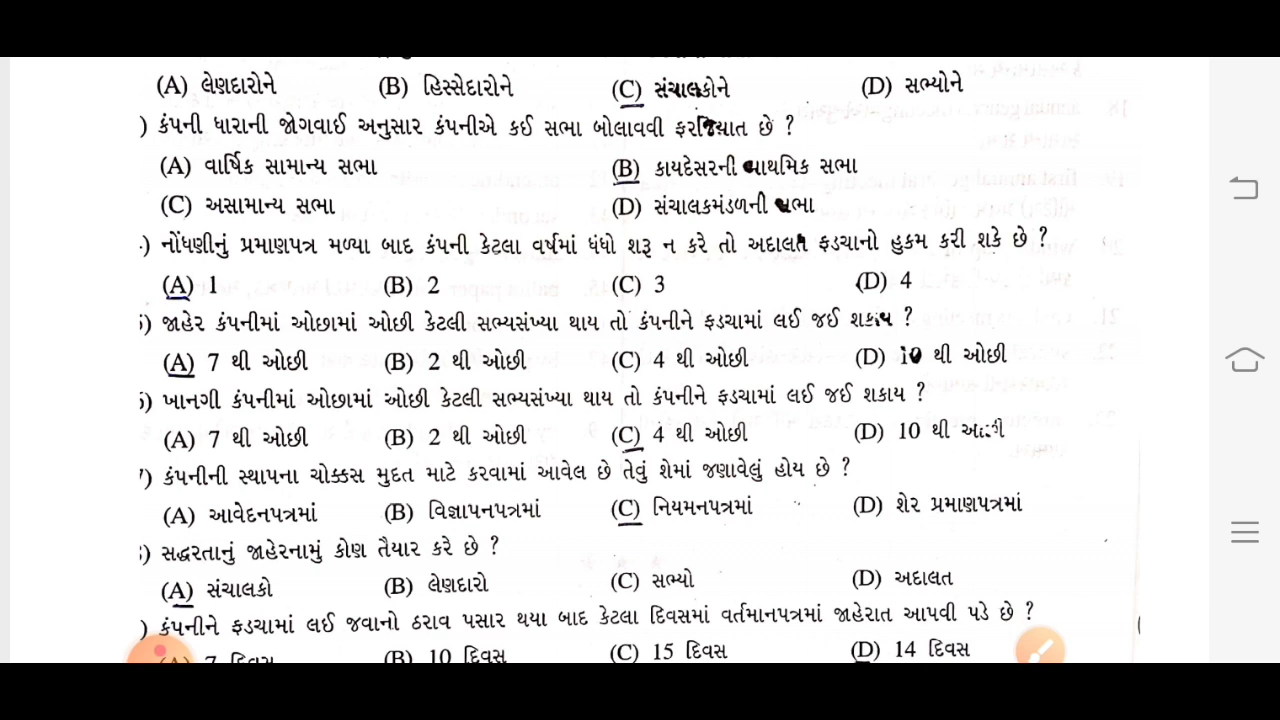 (A) લેણદારોને (B) હિસ્સેદારોને (C) સંચાલકોને (D) સભ્યોને
) કંપની ધારાની જોગવાઈ અનુસાર કંપનીએ કઈ સભા બોલાવવી ફરજિયાત છે ?
(A) વાર્ષિક સામાન્ય સભા (B) કાયદેસરની પ્રાથમિક સભા
(C) અસામાન્ય સભા (D) સંચાલકમંડળની સભા
) નોંધણીનું પ્રમાણપત્ર મળ્યા બાદ કંપની કેટલા વર્ષમાં ધંધો શરૂ ન કરે તો અદાલત ફડચાનો હુકમ કરી શકે છે ?
(A) 1 (B) 2 (C) 3 (D) 4
) જાહેર કંપનીમાં ઓછામાં ઓછી કેટલી સભ્યસંખ્યા થાય તો કંપનીને ફડચામાં લઈ જઈ શકાય ?
(A) 7 થી ઓછી (B) 2 થી ઓછી (C) 4 થી ઓછી (D) 10 થી ઓછી
) ખાનગી કંપનીમાં ઓછામાં ઓછી કેટલી સભ્યસંખ્યા થાય તો કંપનીને ફડચામાં લઈ જઈ શકાય ?
(A) 7 થી ઓછી (B) 2 થી ઓછી (C) 4 થી ઓછી (D) 10 થી ઓછી
) કંપનીની સ્થાપના ચોક્કસ મુદત માટે કરવામાં આવેલ છે તેવું શેમાં જણાવેલું હોય છે ?
(A) આવેદનપત્રમાં (B) વિજ્ઞાપનપત્રમાં (C) નિયમનપત્રમાં (D) શેર પ્રમાણપત્રમાં
) સદ્ધરતાનું જાહેરનામું કોણ તૈયાર કરે છે ?
(A) સંચાલકો (B) લેણદારો (C) સભ્યો (D) અદાલત
) કંપનીને ફડચામાં લઈ જવાનો ઠરાવ પસાર થયા બાદ કેટલા દિવસમાં વર્તમાનપત્રમાં જાહેરાત આપવી પડે છે ?
(A) 7 દિવસ (B) 10 દિવસ (C) 15 દિવસ (D) 14 દિવસ